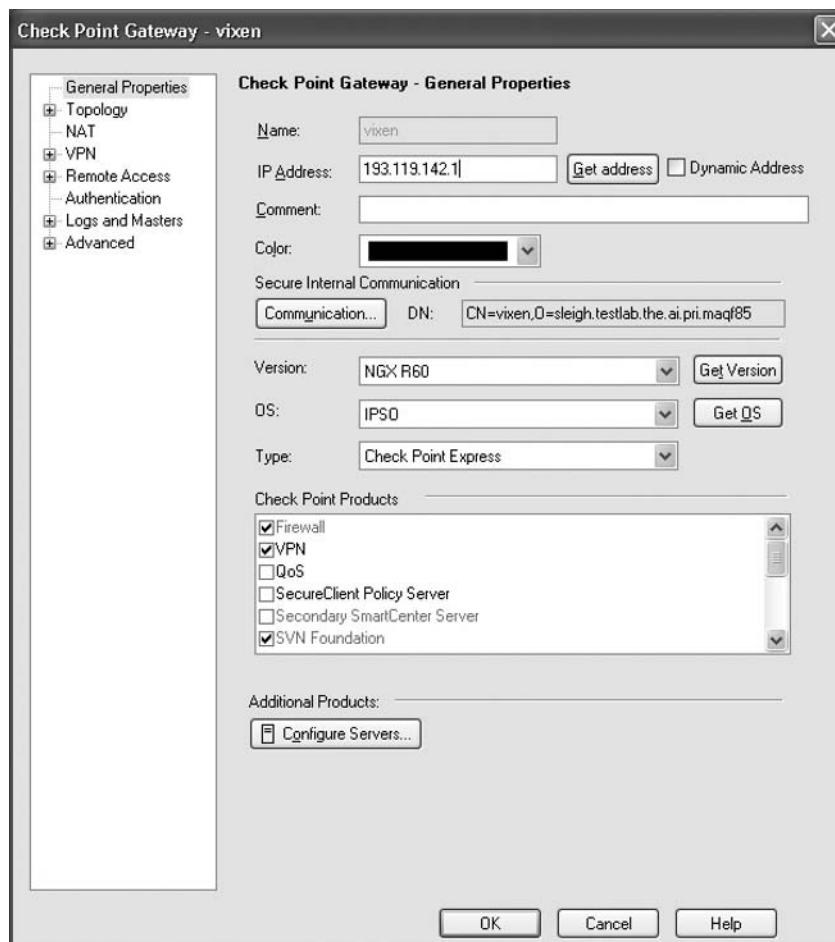 Check Point Gateway - vixen
General Properties
Topology
NAT
VPN
Remote Access
Authentication
Logs and Masters
Advanced
Check Point Gateway - General Properties
Name: vixen
IP Address: 193.119.142.1 Get address Dynamic Address
Comment:
Color:
Secure Internal Communication
Communication... DN: CN=vixen,O=sleigh.testlab.the.ai.pri.maqf85
Version: NGX R60 Get Version
OS: IPSO Get OS
Type: Check Point Express
Check Point Products
Firewall
VPN
QoS
SecureClient Policy Server
Secondary SmartCenter Server
SVN Foundation
Additional Products:
Configure Servers...
OK Cancel Help